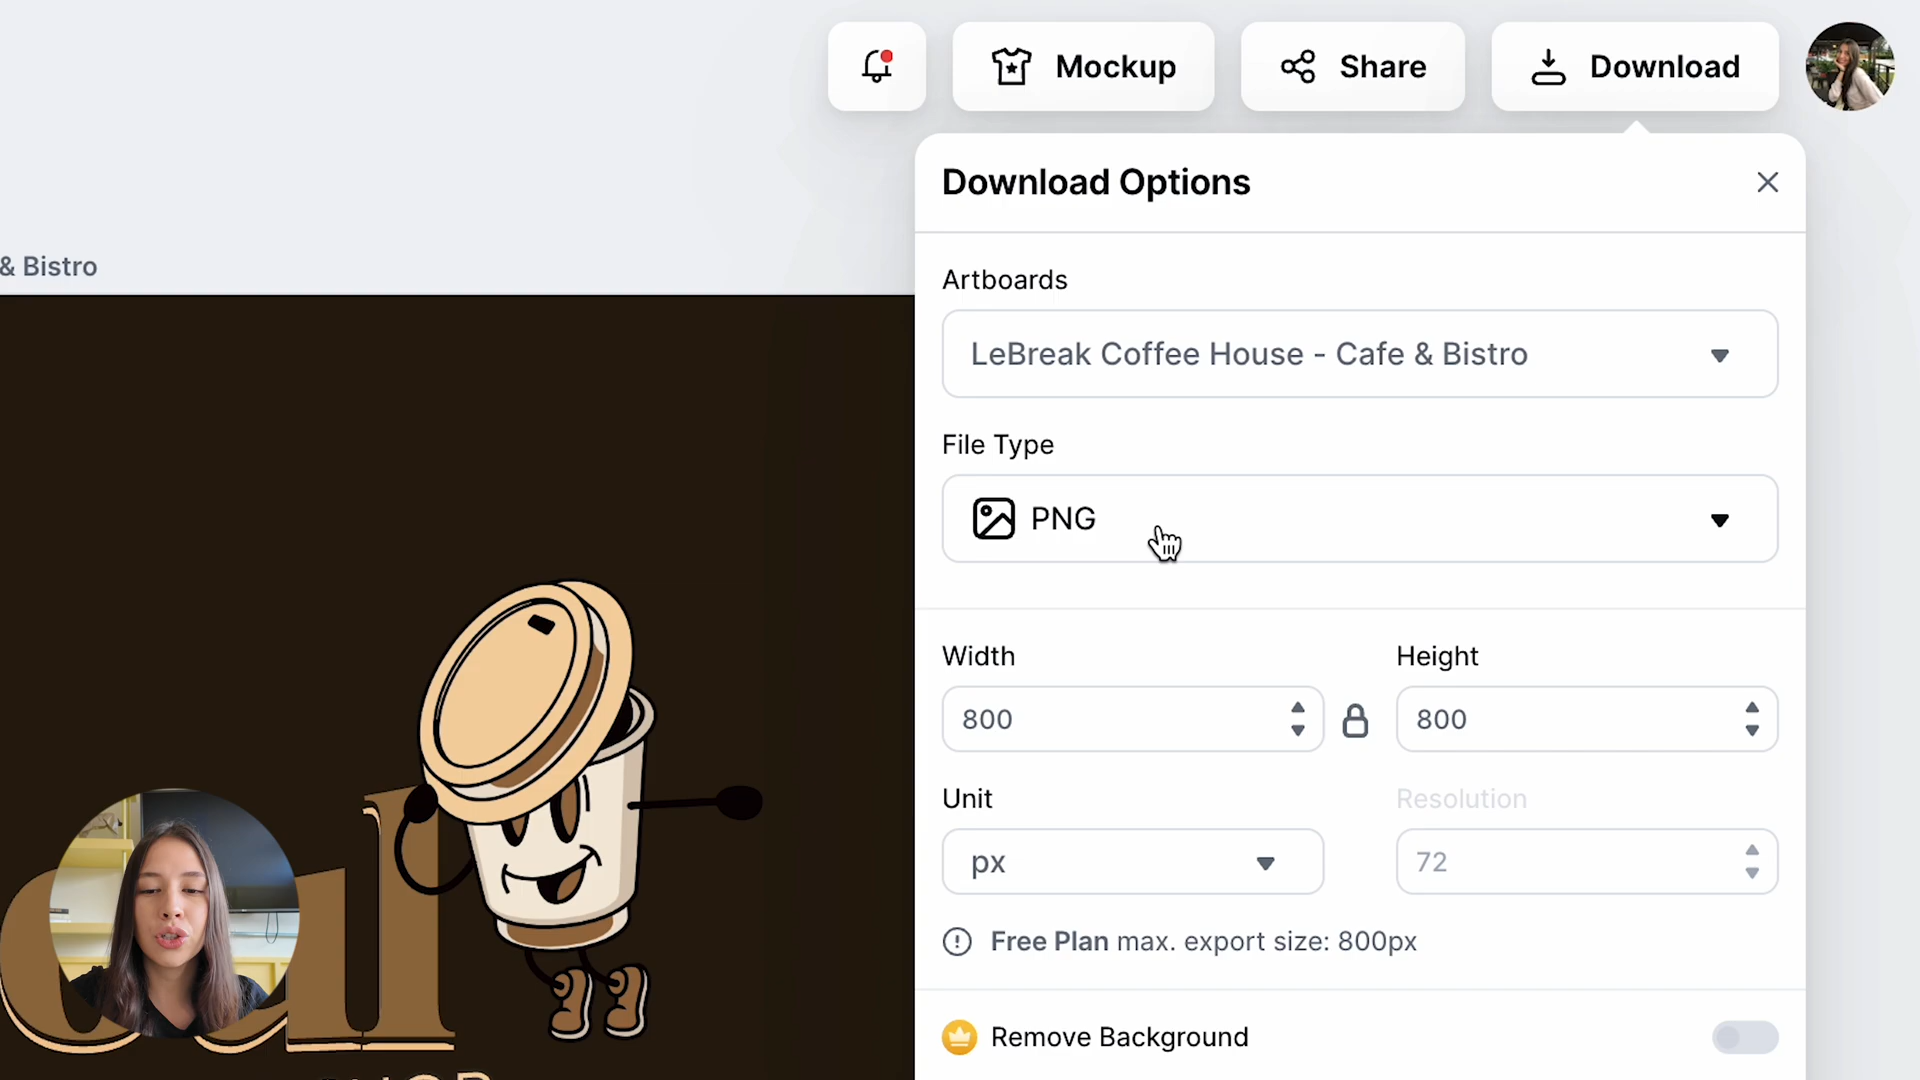 Mockup
Share
Download
Download Options
& Bistro
Artboards
LeBreak Coffee House - Cafe & Bistro
File Type
PNG
Width
Height
800
800
Unit
Resolution
px
72
Free Plan max. export size: 800px
Remove Background